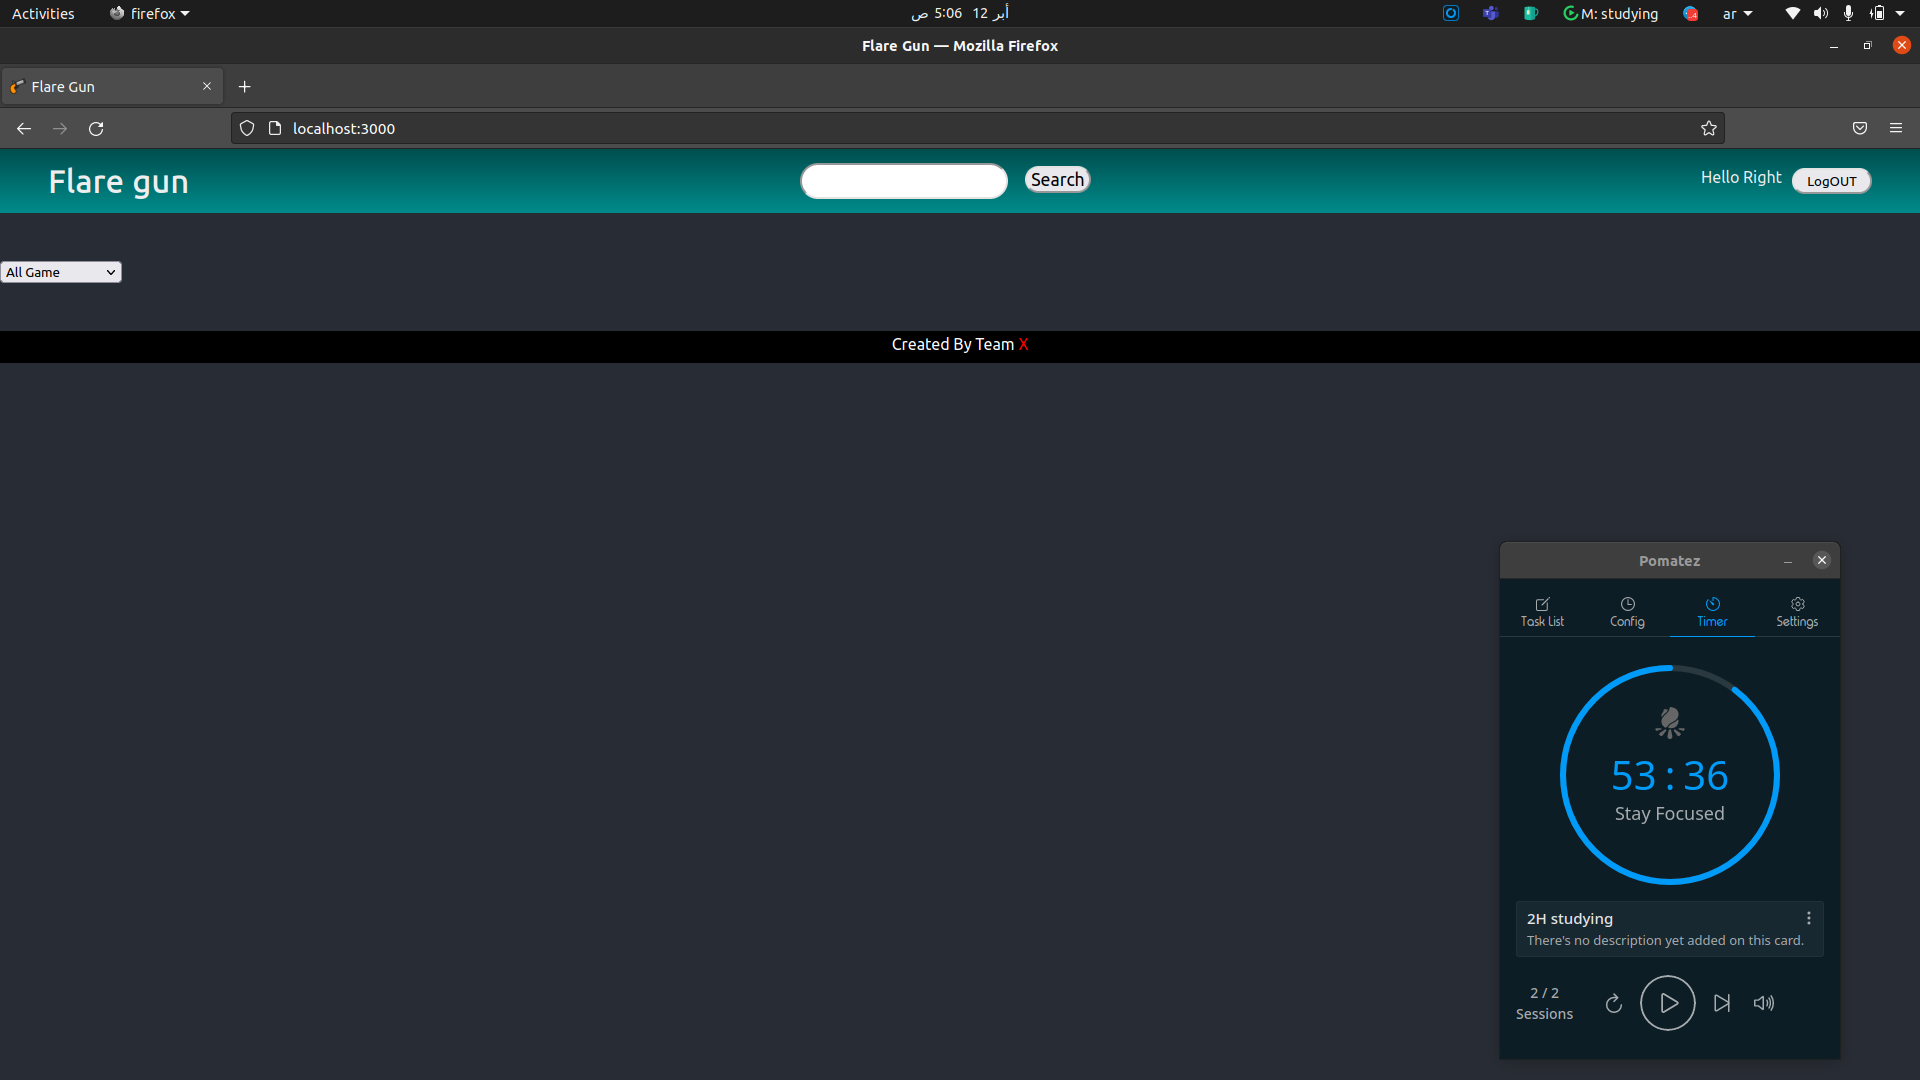 Activities
firefox
12 أبر  5:06 ص
M: studying
4
ar
Flare Gun — Mozilla Firefox
Flare Gun
localhost:3000
Flare gun
Search
Hello Right
LogOUT
All Game
Created By Team X
Pomatez
Task List
Config
Timer
Settings
53 : 36
Stay Focused
2H studying
There's no description yet added on this card.
2 / 2
Sessions